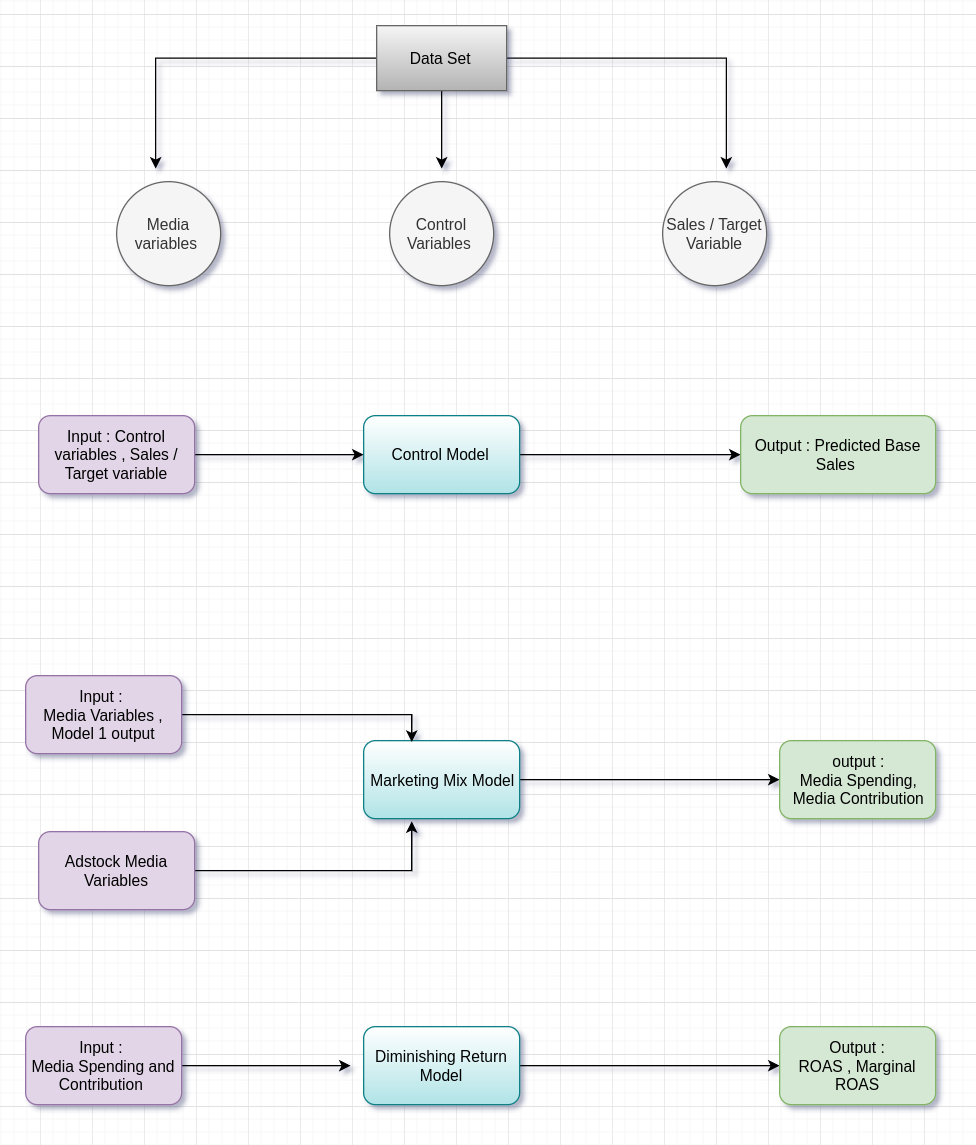 Data Set
Media
variables
Control
Variables
Sales / Target
Variable
Input : Control
variables , Sales /
Target variable
Control Model
Output : Predicted Base
Sales
Input :
Media Variables ,
Model 1 output
Marketing Mix Model
output :
Media Spending,
Media Contribution
Adstock Media
Variables
Input :
Media Spending and
Contribution
Diminishing Return
Model
Output :
ROAS , Marginal
ROAS